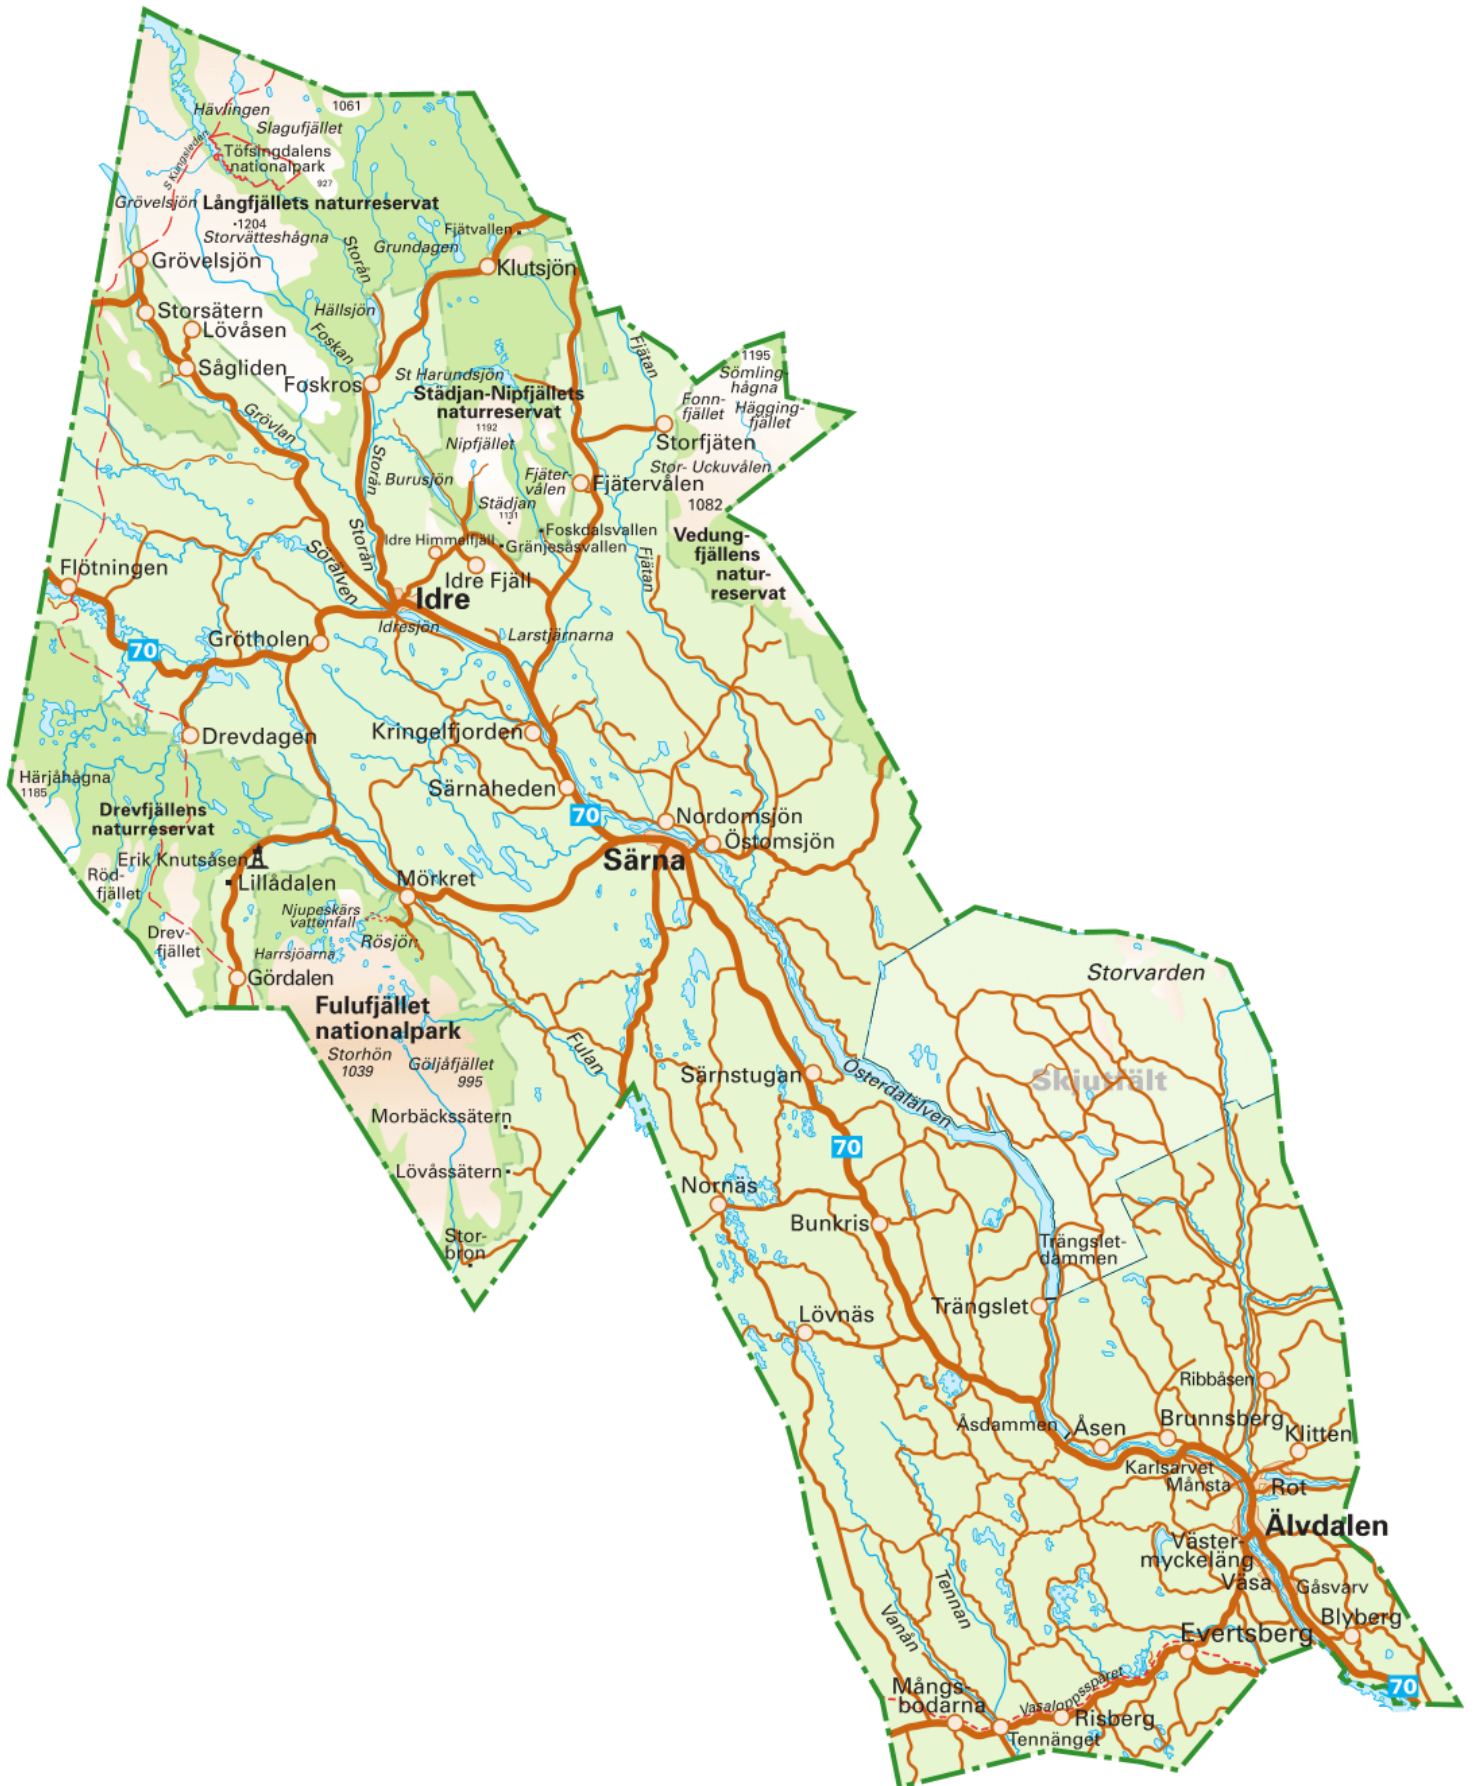 1061
Hävlingen
Slagufjället
S Kungsleden
Töfsingdalens
nationalpark
927
Grövelsjön
Långfjällets naturreservat
1204
Storvätteshågna
Storån
Grundagen
Fjätvallen
Grövelsjön
Klutsjön
Storsätern
Hällsjön
Lövåsen
Foskan
Fjätan
Sågliden
Foskros
St Harundsjön
Städjan-Nipfjällets
naturreservat
1192
Nipfjället
1195
Sömling-
hågna
Fonn-
fjället
Hägging-
fjället
Grövlan
Storfjäten
Storån
Burusjön
Fjäter-
vålen
Fjätervålen
Stor- Uckuvålen
1082
Städjan
1131
Storån
Idre Himmelfjäll
Foskdalsvallen
Gränjesåsvallen
Vedung-
fjällens
natur-
reservat
Flötningen
Sörälven
Idre Fjäll
Fjätan
Idre
Idresjön
Larstjärnarna
Grötholen
70
Drevdagen
Kringelfjorden
Härjåhågna
1185
Särnaheden
Drevfjällens
naturreservat
70
Nordomsjön
Östomsjön
Erik Knutsåsen
Särna
Röd-
fjället
Lillådalen
Mörkret
Njupeskärs
vattenfall
Rösjön
Drev-
fjället
Harrsjöarna
Gördalen
Storvarden
Fulufjället
nationalpark
Storhön
1039
Göljåfjället
995
Fulan
Särnstugan
Österdalälven
Skjutfält
Morbäckssätern
70
Lövåssätern
Nornäs
Bunkris
Stor-
bron
Trängslet-
dammen
Trängslet
Lövnäs
Ribbåsen
Åsdammen
Åsen
Brunnsberg
Klitten
Karlsarvet
Månsta
Rot
Älvdalen
Väster-
myckeläng
Väsa
Gåsvarv
Tennan
Vanån
Blyberg
Evertsberg
Vasaloppsspåret
Mångs-
bodarna
70
Risberg
Tennänget